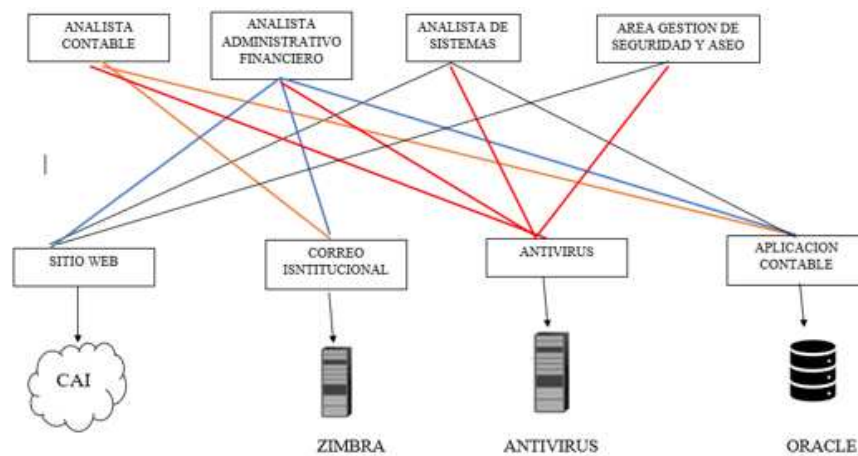 ANALISTA
CONTABLE
ANALISTA
ADMINISTRATIVO
FINANCIERO
ANALISTA DE
SISTEMAS
AREA GESTION DE
SEGURIDAD Y ASEO
SITIO WEB
CORREO
ISNTITUCIONAL
ANTIVIRUS
APLICACION
CONTABLE
CAI
ZIMBRA
ANTIVIRUS
ORACLE